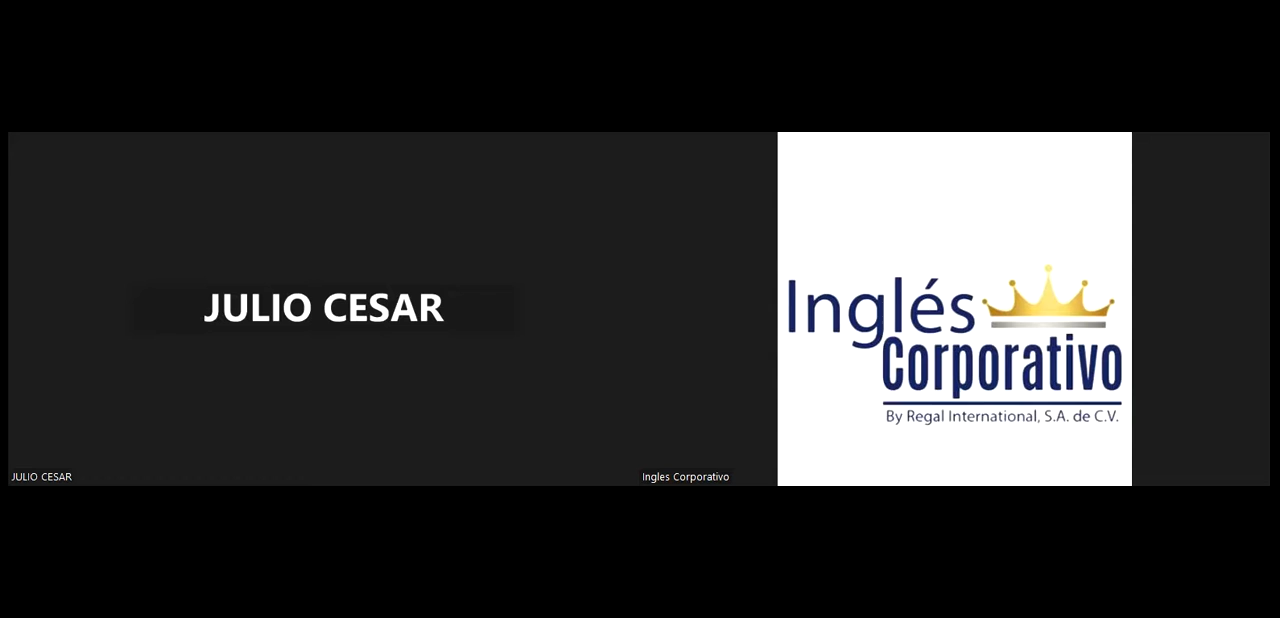 JULIO CESAR
JULIO CESAR
Inglés
Corporativo
By Regal International, S.A. de C.V.
Ingles Corporativo